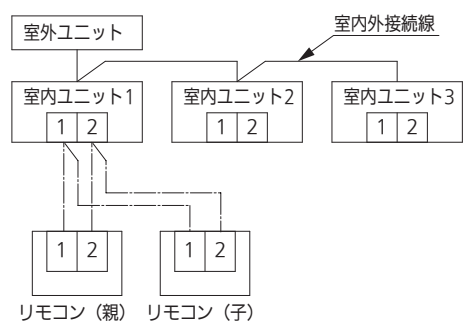 室外ユニット
室内外接続線
室内ユニット1
室内ユニット2
室内ユニット3
1 2
1 2
1 2
1 2
1 2
リモコン（親）
リモコン（子）